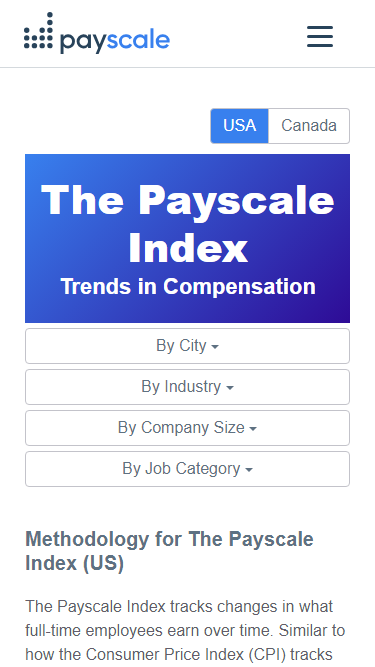 payscale
USA Canada
The Payscale
Index
Trends in Compensation
By City
By Industry
By Company Size
By Job Category
Methodology for The Payscale
Index (US)
The Payscale Index tracks changes in what
full-time employees earn over time. Similar to
how the Consumer Price Index (CPI) tracks